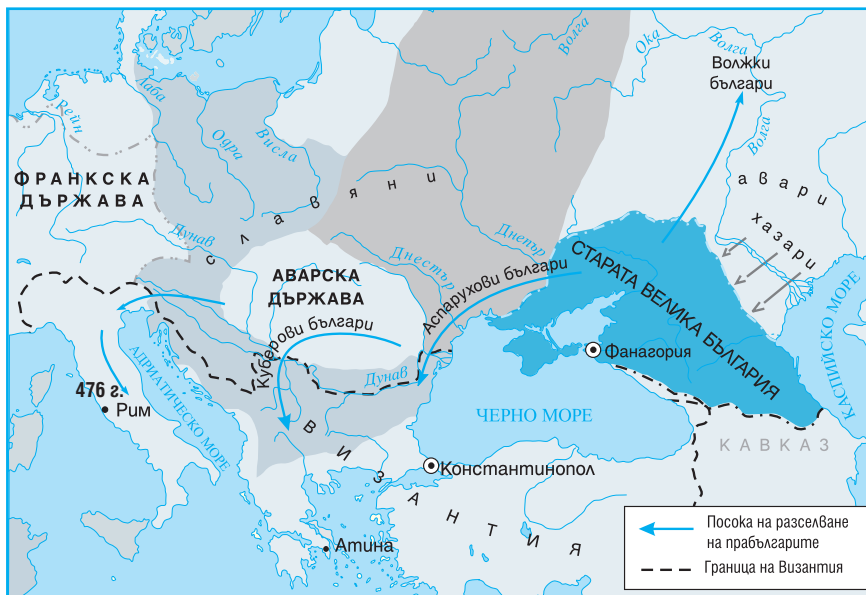 Волга
Ока
Волга
Волжки
българи
Лаба
Рейн
Одра
Висла
Волга
ФРАНКСКА
ДЪРЖАВА
славяни
авари
хазари
Дунав
Днестър
Днепър
АВАРСКА
ДЪРЖАВА
Аспарухови българи
СТАРАТА ВЕЛИКА БЪЛГАРИЯ
Куберови българи
Фанагория
КАСПИЙСКО МОРЕ
Дунав
АДРИАТИЧЕСКО МОРЕ
476 г.
Рим
ЧЕРНО МОРЕ
КАВКАЗ
ВИЗАНТИЯ
Константинопол
Атина
Посока на разселване
на прабългарите
Граница на Византия